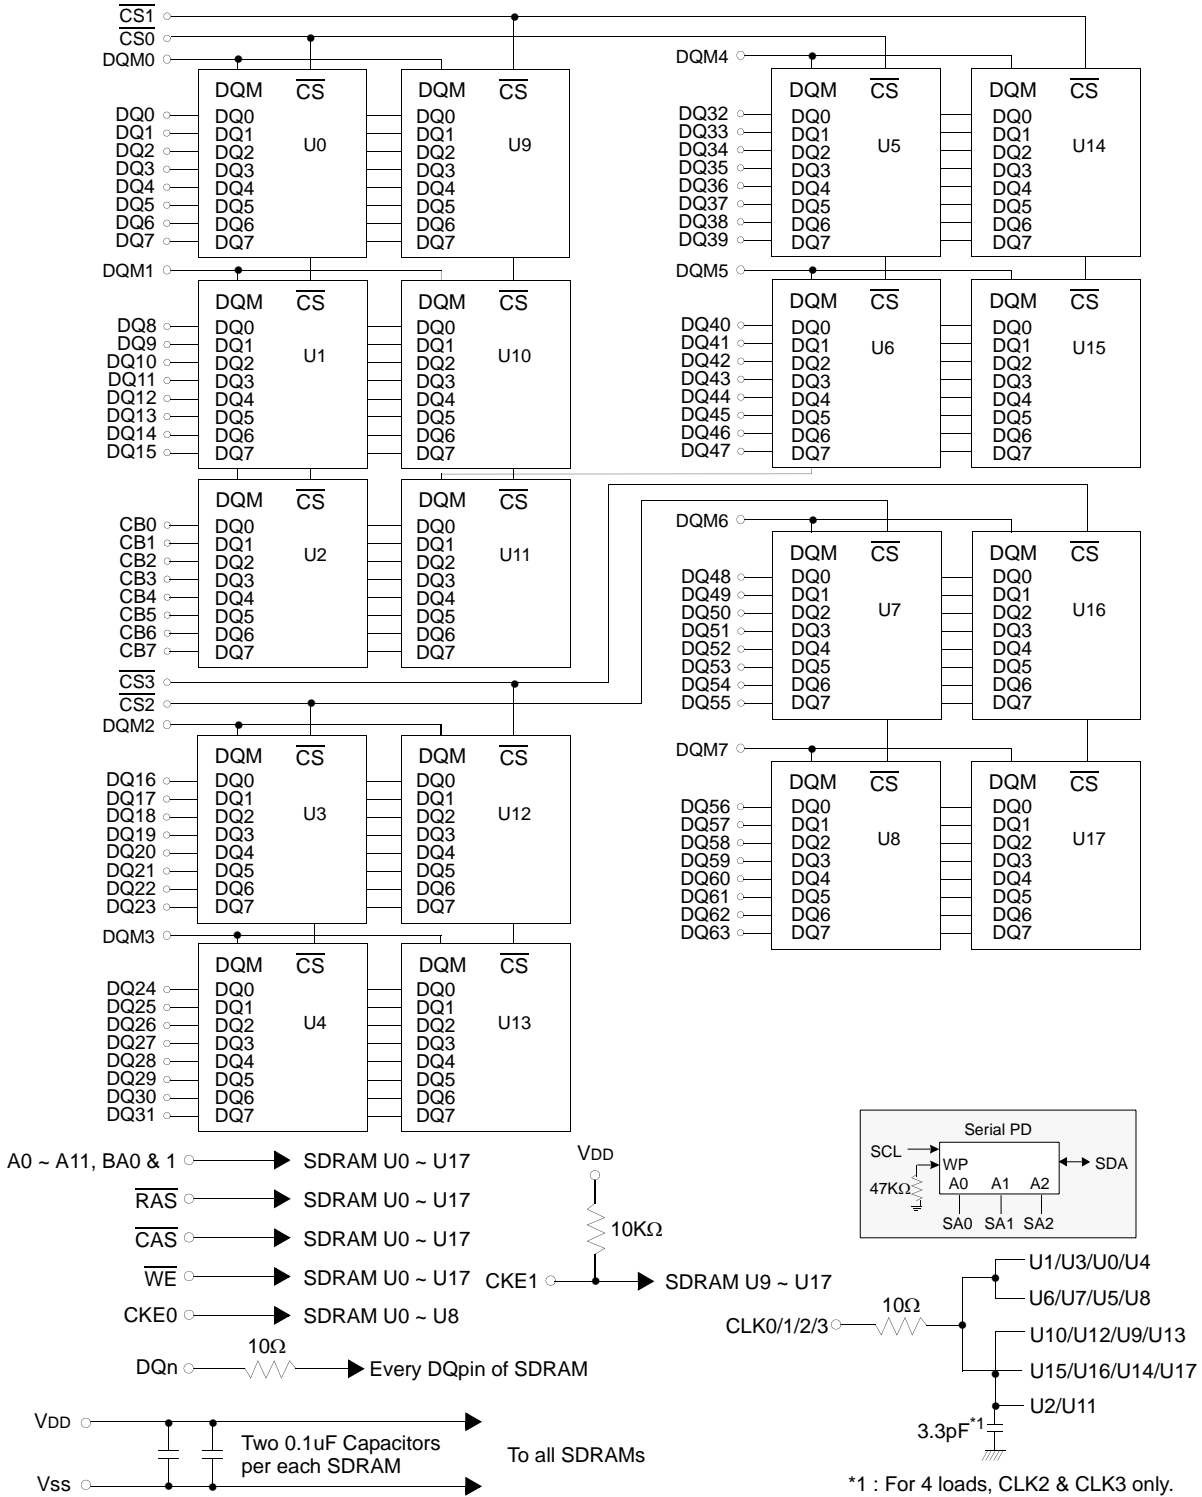 CS1
CS0
DQM0
DQM CS
DQ0 DQ0
DQ1 DQ1
DQ2 DQ2
DQ3 DQ3
DQ4 DQ4
DQ5 DQ5
DQ6 DQ6
DQ7 DQ7
U0
DQM CS
DQ0
DQ1
DQ2
DQ3
DQ4
DQ5
DQ6
DQ7
U9
DQM1
DQM CS
DQ8 DQ0
DQ9 DQ1
DQ10 DQ2
DQ11 DQ3
DQ12 DQ4
DQ13 DQ5
DQ14 DQ6
DQ15 DQ7
U1
DQM CS
DQ0
DQ1
DQ2
DQ3
DQ4
DQ5
DQ6
DQ7
U10
DQM CS
CB0 DQ0
CB1 DQ1
CB2 DQ2
CB3 DQ3
CB4 DQ4
CB5 DQ5
CB6 DQ6
CB7 DQ7
U2
DQM CS
DQ0
DQ1
DQ2
DQ3
DQ4
DQ5
DQ6
DQ7
U11
CS3
CS2
DQM2
DQM CS
DQ16 DQ0
DQ17 DQ1
DQ18 DQ2
DQ19 DQ3
DQ20 DQ4
DQ21 DQ5
DQ22 DQ6
DQ23 DQ7
U3
DQM CS
DQ0
DQ1
DQ2
DQ3
DQ4
DQ5
DQ6
DQ7
U12
DQM3
DQM CS
DQ24 DQ0
DQ25 DQ1
DQ26 DQ2
DQ27 DQ3
DQ28 DQ4
DQ29 DQ5
DQ30 DQ6
DQ31 DQ7
U4
DQM CS
DQ0
DQ1
DQ2
DQ3
DQ4
DQ5
DQ6
DQ7
U13
DQM4
DQM CS
DQ32 DQ0
DQ33 DQ1
DQ34 DQ2
DQ35 DQ3
DQ36 DQ4
DQ37 DQ5
DQ38 DQ6
DQ39 DQ7
U5
DQM CS
DQ0
DQ1
DQ2
DQ3
DQ4
DQ5
DQ6
DQ7
U14
DQM5
DQM CS
DQ40 DQ0
DQ41 DQ1
DQ42 DQ2
DQ43 DQ3
DQ44 DQ4
DQ45 DQ5
DQ46 DQ6
DQ47 DQ7
U6
DQM CS
DQ0
DQ1
DQ2
DQ3
DQ4
DQ5
DQ6
DQ7
U15
DQM6
DQM CS
DQ48 DQ0
DQ49 DQ1
DQ50 DQ2
DQ51 DQ3
DQ52 DQ4
DQ53 DQ5
DQ54 DQ6
DQ55 DQ7
U7
DQM CS
DQ0
DQ1
DQ2
DQ3
DQ4
DQ5
DQ6
DQ7
U16
DQM7
DQM CS
DQ56 DQ0
DQ57 DQ1
DQ58 DQ2
DQ59 DQ3
DQ60 DQ4
DQ61 DQ5
DQ62 DQ6
DQ63 DQ7
U8
DQM CS
DQ0
DQ1
DQ2
DQ3
DQ4
DQ5
DQ6
DQ7
U17
A0 ~ A11, BA0 & 1 SDRAM U0 ~ U17
RAS SDRAM U0 ~ U17
CAS SDRAM U0 ~ U17
WE SDRAM U0 ~ U17
CKE0 SDRAM U0 ~ U8
10Ω
DQn Every DQpin of SDRAM
VDD
10KΩ
CKE1 SDRAM U9 ~ U17
VDD
Two 0.1uF Capacitors
per each SDRAM
To all SDRAMs
Vss
Serial PD
SCL
WP SDA
47KΩ A0 A1 A2
SA0 SA1 SA2
CLK0/1/2/3
10Ω
U1/U3/U0/U4
U6/U7/U5/U8
U10/U12/U9/U13
U15/U16/U14/U17
U2/U11
3.3pF*1
*1 : For 4 loads, CLK2 & CLK3 only.